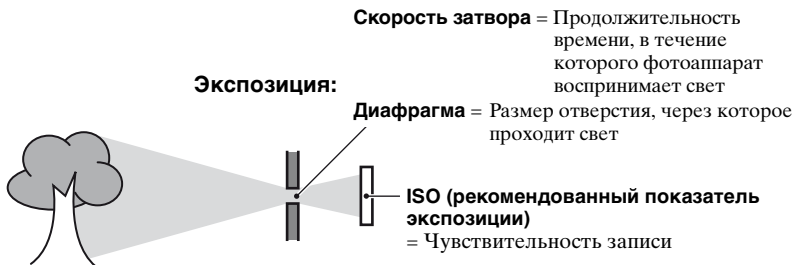 Скорость затвора = Продолжительность
времени, в течение
которого фотоаппарат
воспринимает свет
Экспозиция:
Диафрагма = Размер отверстия, через которое
проходит свет
ISO (рекомендованный показатель
экспозиции)
= Чувствительность записи